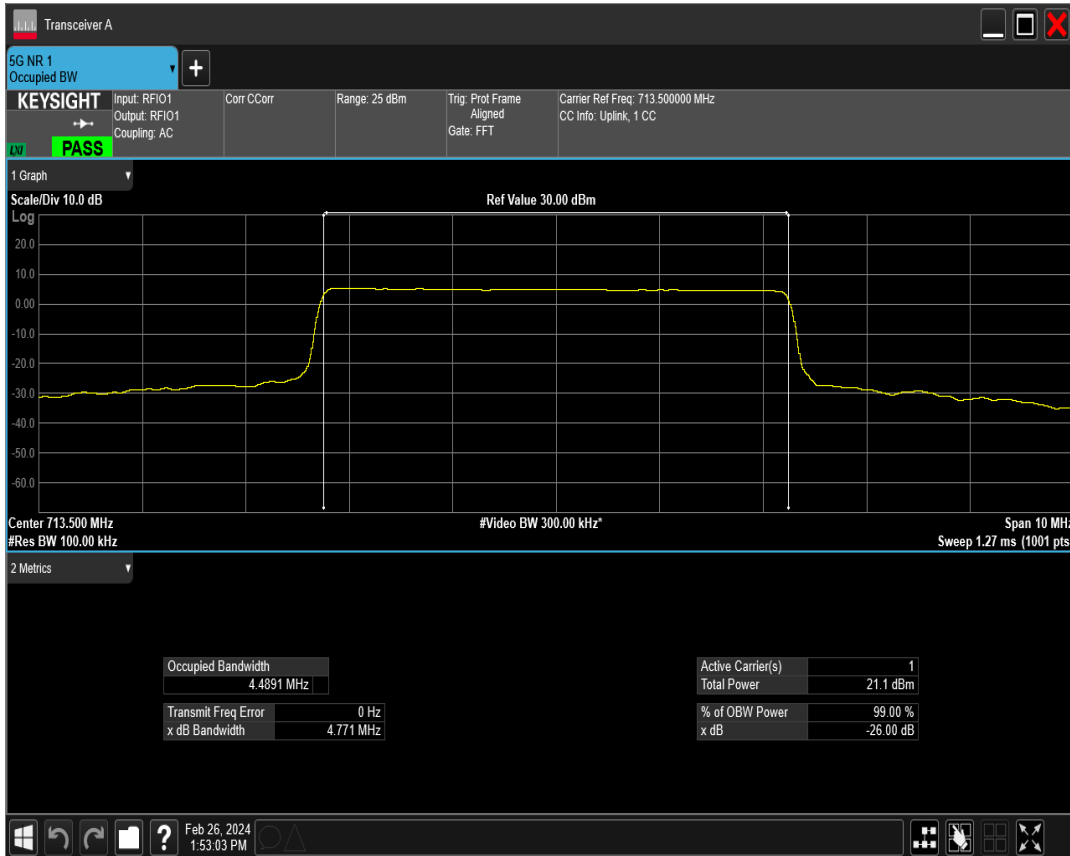 Transceiver A
5G NR 1
Occupied BW
KEYSIGHT
LXI
PASS
Input: RFIO1
Output: RFIO1
Coupling: AC
Corr CCorr
Range: 25 dBm
Trig: Prot Frame
Aligned
Gate: FFT
Carrier Ref Freq: 713.500000 MHz
CC Info: Uplink, 1 CC
1 Graph
Scale/Div 10.0 dB
Ref Value 30.00 dBm
Log
20.0
10.0
0.00
-10.0
-20.0
-30.0
-40.0
-50.0
-60.0
Center 713.500 MHz
#Video BW 300.00 kHz*
Span 10 MHz
#Res BW 100.00 kHz
Sweep 1.27 ms (1001 pts
2 Metrics
Occupied Bandwidth
4.4891 MHz
Transmit Freq Error 0 Hz
x dB Bandwidth 4.771 MHz
Active Carrier(s) 1
Total Power 21.1 dBm
% of OBW Power 99.00 %
x dB -26.00 dB
?
Feb 26, 2024
1:53:03 PM